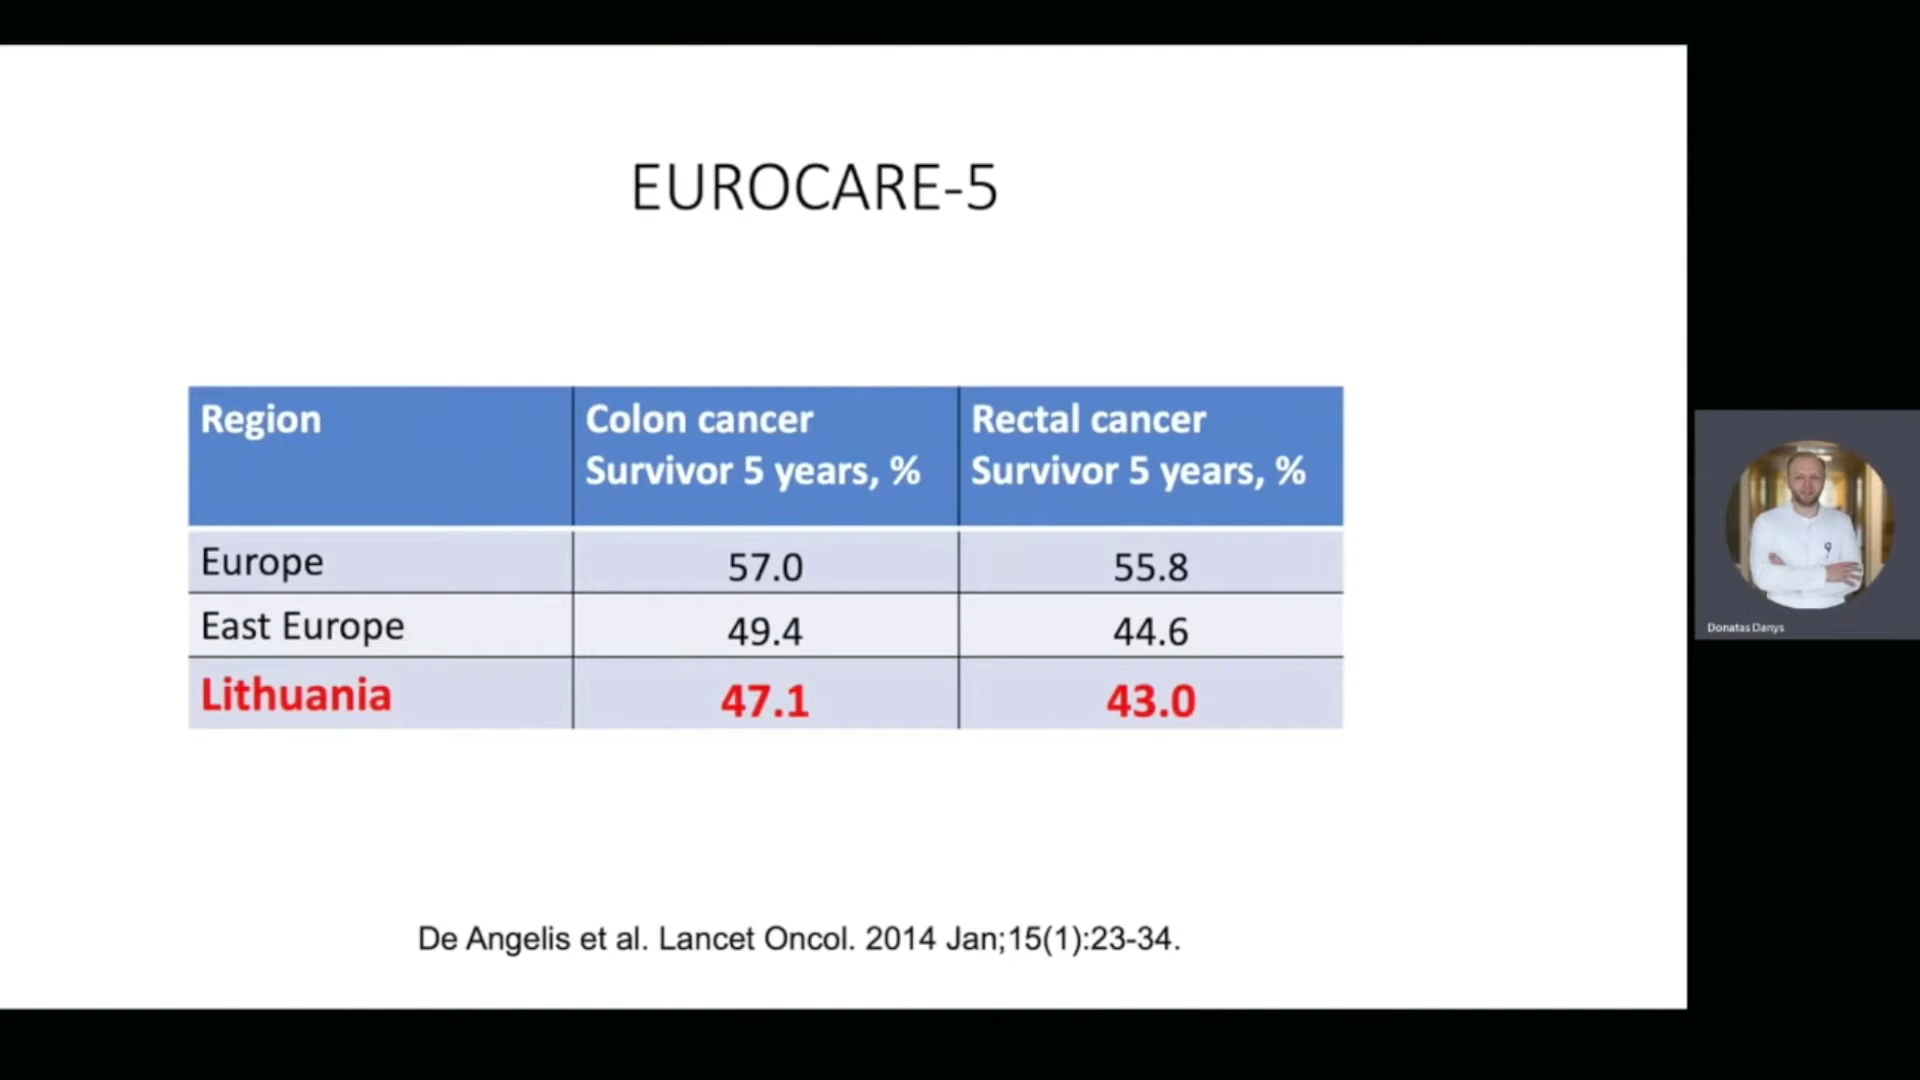 EUROCARE-5
Region
Colon cancer
Survivor 5 years, %
Rectal cancer
Survivor 5 years, %
Europe
57.0
55.8
East Europe
49.4
44.6
Lithuania
47.1
43.0
De Angelis et al. Lancet Oncol. 2014 Jan;15(1):23-34.
Donatas Danys